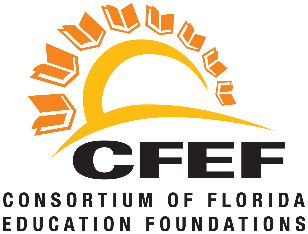 CFEF
CONSORTIUM OF FLORIDA
EDUCATION FOUNDATIONS